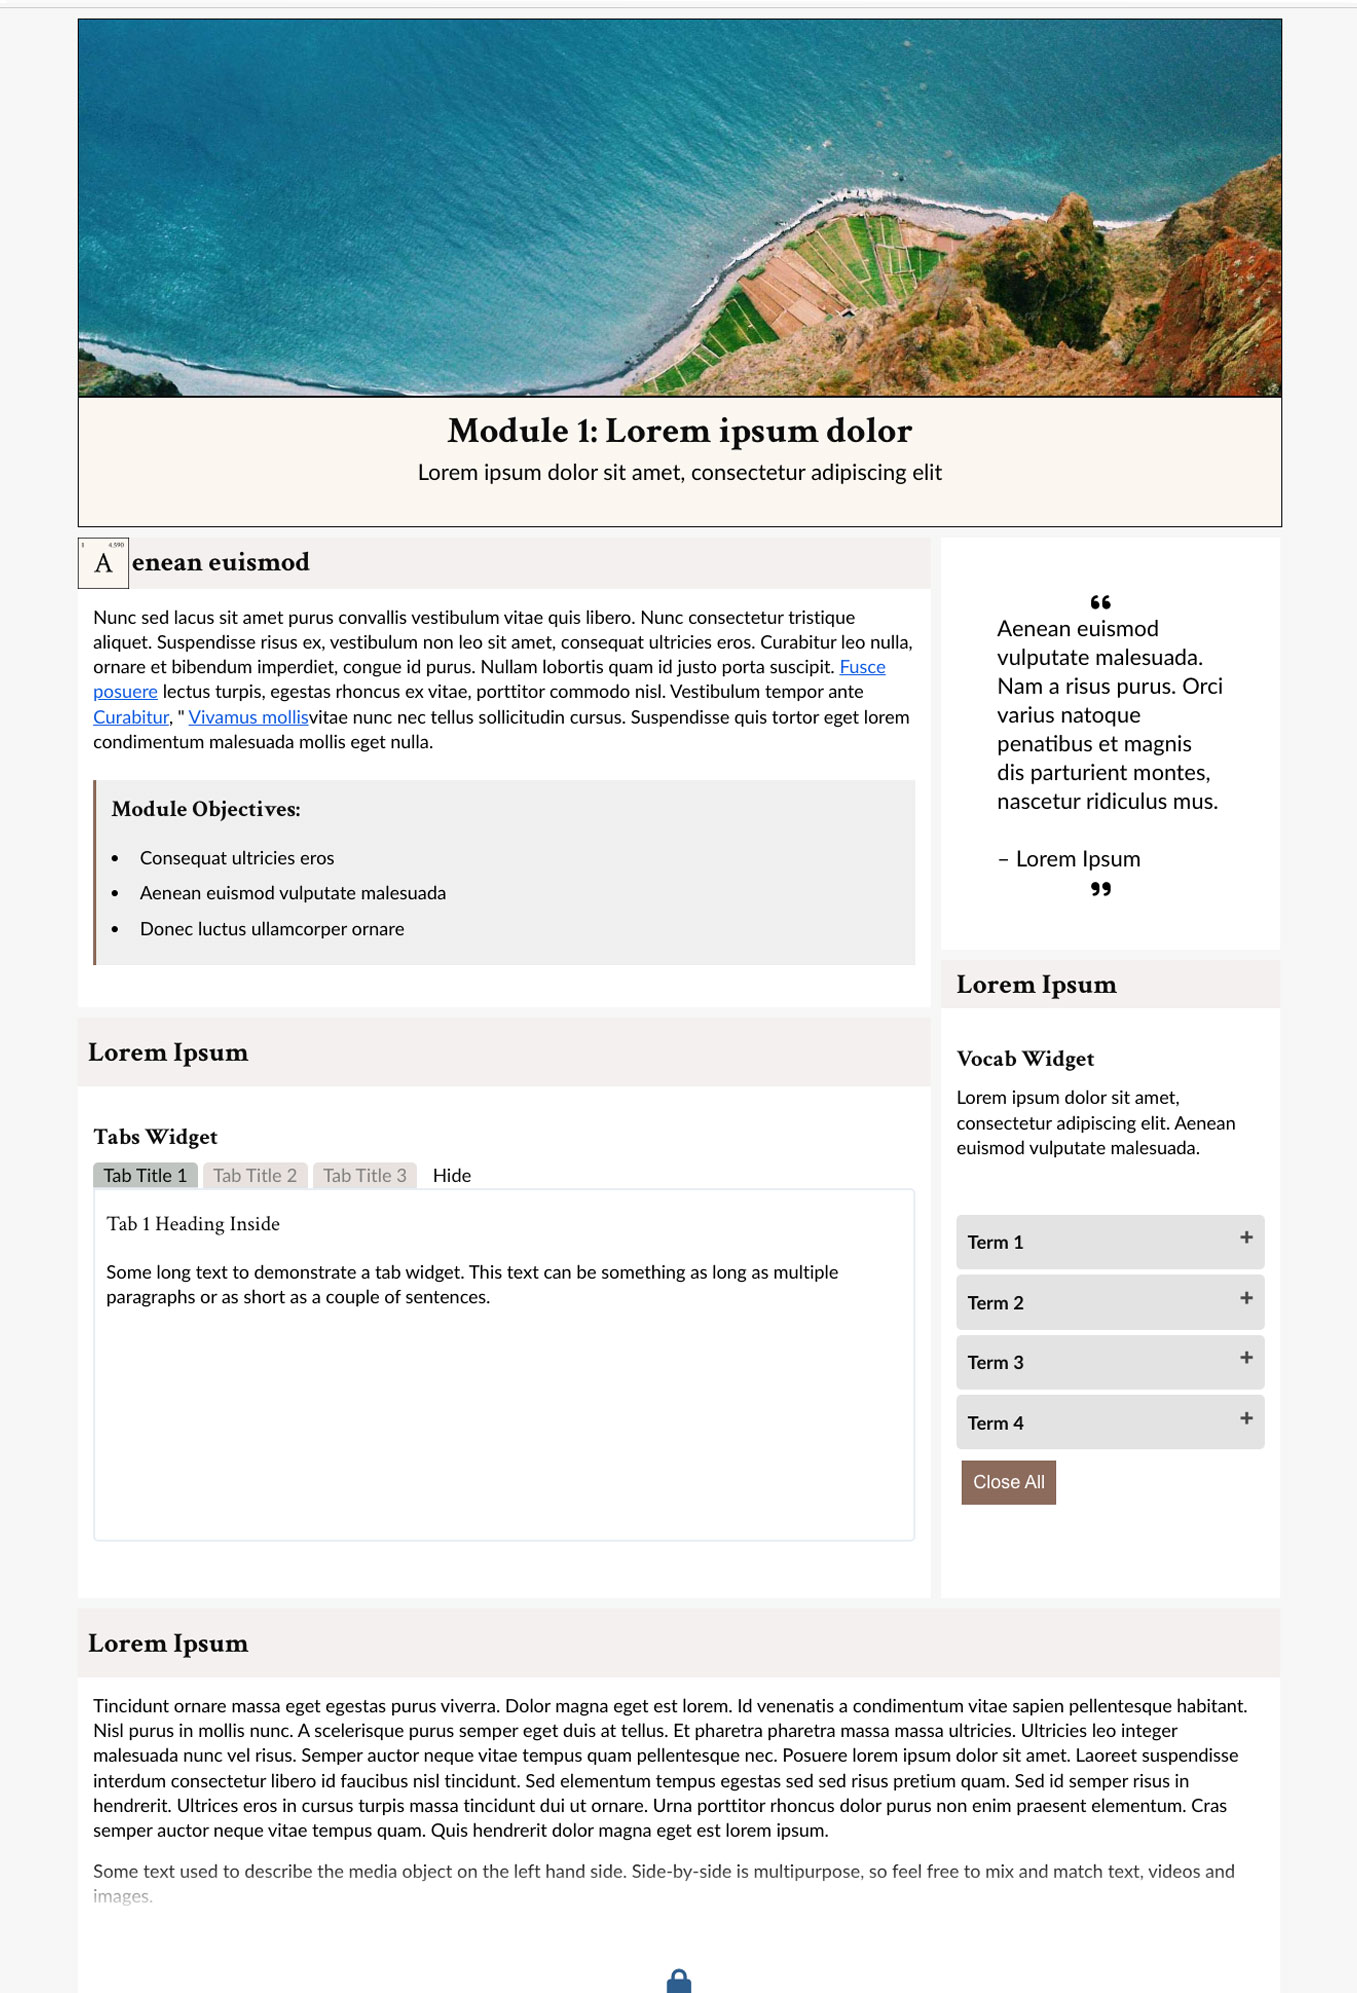 Module 1: Lorem ipsum dolor
Lorem ipsum dolor sit amet, consectetur adipiscing elit
1 4.590
A enean euismod
Nunc sed lacus sit amet purus convallis vestibulum vitae quis libero. Nunc consectetur tristique
aliquet. Suspendisse risus ex, vestibulum non leo sit amet, consequat ultricies eros. Curabitur leo nulla,
ornare et bibendum imperdiet, congue id purus. Nullam lobortis quam id justo porta suscipit. Fusce
posuere lectus turpis, egestas rhoncus ex vitae, porttitor commodo nisl. Vestibulum tempor ante
Curabitur, " Vivamus mollisvitae nunc nec tellus sollicitudin cursus. Suspendisse quis tortor eget lorem
condimentum malesuada mollis eget nulla.
Module Objectives:
• Consequat ultricies eros
• Aenean euismod vulputate malesuada
• Donec luctus ullamcorper ornare
❝
Aenean euismod
vulputate malesuada.
Nam a risus purus. Orci
varius natoque
penatibus et magnis
dis parturient montes,
nascetur ridiculus mus.
– Lorem Ipsum
❞
Lorem Ipsum
Tabs Widget
Tab Title 1 Tab Title 2 Tab Title 3 Hide
Tab 1 Heading Inside
Some long text to demonstrate a tab widget. This text can be something as long as multiple
paragraphs or as short as a couple of sentences.
Lorem Ipsum
Vocab Widget
Lorem ipsum dolor sit amet,
consectetur adipiscing elit. Aenean
euismod vulputate malesuada.
Term 1 +
Term 2 +
Term 3 +
Term 4 +
Close All
Lorem Ipsum
Tincidunt ornare massa eget egestas purus viverra. Dolor magna eget est lorem. Id venenatis a condimentum vitae sapien pellentesque habitant.
Nisl purus in mollis nunc. A scelerisque purus semper eget duis at tellus. Et pharetra pharetra massa massa ultricies. Ultricies leo integer
malesuada nunc vel risus. Semper auctor neque vitae tempus quam pellentesque nec. Posuere lorem ipsum dolor sit amet. Laoreet suspendisse
interdum consectetur libero id faucibus nisl tincidunt. Sed elementum tempus egestas sed sed risus pretium quam. Sed id semper risus in
hendrerit. Ultrices eros in cursus turpis massa tincidunt dui ut ornare. Urna porttitor rhoncus dolor purus non enim praesent elementum. Cras
semper auctor neque vitae tempus quam. Quis hendrerit dolor magna eget est lorem ipsum.
Some text used to describe the media object on the left hand side. Side-by-side is multipurpose, so feel free to mix and match text, videos and
images.